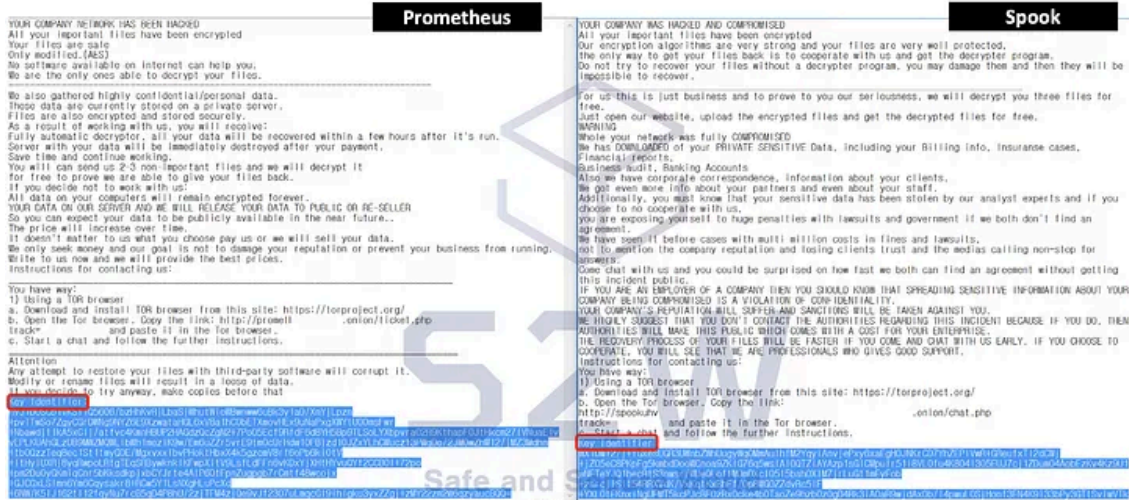 Prometheus
YOUR COMPANY NETWORK HAS BEEN HACKED
All your important files have been encrypted
Your files are safe
Only modified.(AES)
No software available on internet can help you.
We are the only ones able to decrypt your files.
We also gathered highly confidential/personal data.
These data are currently stored on a private server.
Files are also encrypted and stored securely.
As a result of working with us, you will receive:
Fully automatic decryptor, all your data will be recovered within a few hours after it's run.
Server with your data will be immediately destroyed after your payment.
Save time and continue working.
You will can send us 2-3 non-important files and we will decrypt it
for free to prove we are able to give your files back.
If you decide not to work with us:
All data on your computers will remain encrypted forever.
YOUR DATA ON OUR SERVER AND WE WILL RELEASE YOUR DATA TO PUBLIC OR RE-SELLER
So you can expect your data to be publicly available in the near future..
The price will increase over time.
It doesn't matter to us what you choose pay us or we will sell your data.
We only seek money and our goal is not to damage your reputation or prevent your business from running.
Write to us now and we will provide the best prices.
Instructions for contacting us:
You have way:
1) Using a TOR browser
a. Download and install TOR browser from this site: https://torproject.org/
b. Open the Tor browser. Copy the link: http://promell .onion/ticket.php
track= and paste it in the Tor browser.
c. Start a chat and follow the further instructions.
Attention
Any attempt to restore your files with third-party software will corrupt it.
Modify or rename files will result in a loose of data.
If you decide to try anyway, make copies before that
Key Identifier:
Spook
YOUR COMPANY WAS HACKED AND COMPROMISED
All your important files have been encrypted
Our encryption algorithms are very strong and your files are very well protected,
the only way to get your files back is to cooperate with us and get the decrypter program.
Do not try to recover your files without a decrypter program, you may damage them and then they will be
impossible to recover.
For us this is just business and to prove to you our seriousness, we will decrypt you three files for
free.
Just open our website, upload the encrypted files and get the decrypted files for free.
WARNING
Whole your network was fully COMPROMISED
We has DOWNLOADED of your PRIVATE SENSITIVE Data, including your Billing info, Insuranse cases,
Financial reports,
Business audit, Banking Accounts
Also we have corporate correspondence, information about your clients.
We got even more info about your partners and even about your staff.
Additionally, you must know that your sensitive data has been stolen by our analyst experts and if you
choose to no cooperate with us,
you are exposing yourself to huge penalties with lawsuits and government if we both don't find an
agreement.
We have seen it before cases with multi million costs in fines and lawsuits,
not to mention the company reputation and losing clients trust and the medias calling non-stop for
answers.
Come chat with us and you could be surprised on how fast we both can find an agreement without getting
this incident public.
IF YOU ARE AN EMPLOYER OF A COMPANY THEN YOU SHOULD KNOW THAT SPREADING SENSITIVE INFORMATION ABOUT YOUR
COMPANY BEING COMPROMISED IS A VIOLATION OF CONFIDENTIALITY.
YOUR COMPANY'S REPUTATION WILL SUFFER AND SANCTIONS WILL BE TAKEN AGAINST YOU.
WE HIGHLY SUGGEST THAT YOU DON'T CONTACT THE AUTHORITIES REGARDING THIS INCIDENT BECAUSE IF YOU DO, THEN
AUTHORITIES WILL MAKE THIS PUBLIC WHICH COMES WITH A COST FOR YOUR ENTERPRISE.
THE RECOVERY PROCESS OF YOUR FILES WILL BE FASTER IF YOU COME AND CHAT WITH US EARLY. IF YOU CHOOSE TO
COOPERATE, YOU WILL SEE THAT WE ARE PROFESSIONALS WHO GIVES GOOD SUPPORT.
Instructions for contacting us:
You have way:
1) Using a TOR browser
a. Download and install TOR browser from this site: https://torproject.org/
b. Open the Tor browser. Copy the link:
http://spookuhv .onion/chat.php
track= and paste it in the Tor browser.
c. Start a chat and follow the further instructions.
Key Identifier:
S2W
Safe and